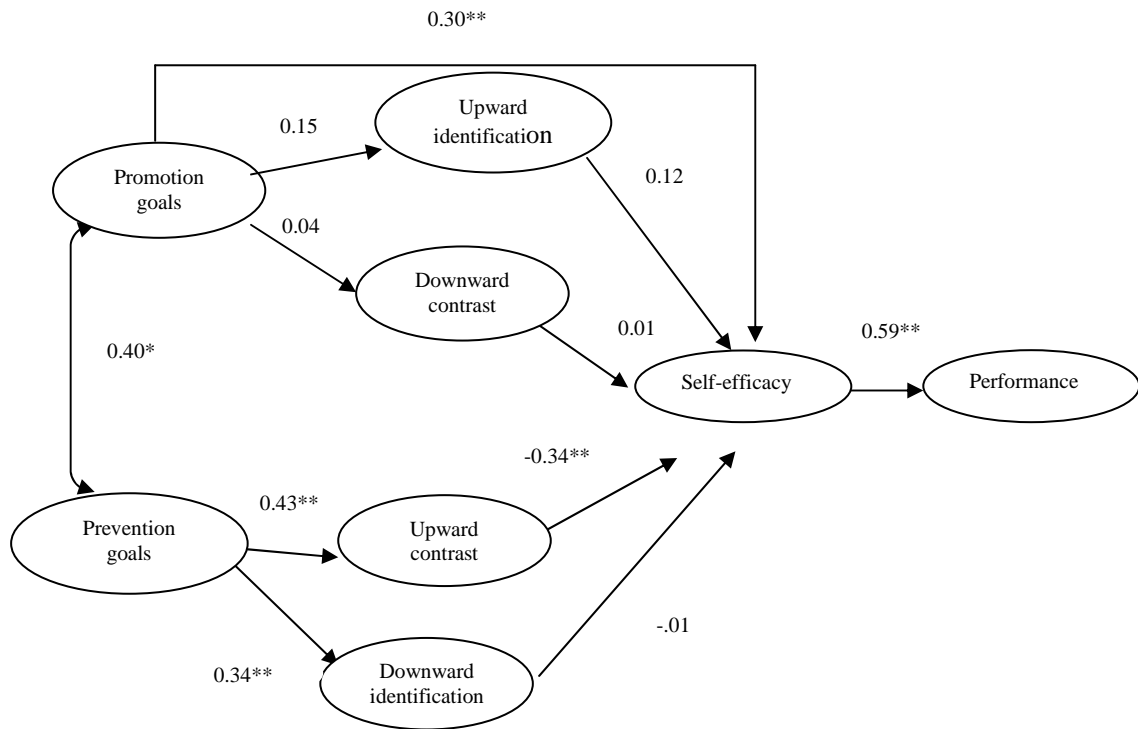 0.30**
Upward
identification
0.15
Promotion
goals
0.12
0.04
Downward
contrast
0.01
0.40*
0.59**
Self-efficacy
Performance
-0.34**
0.43**
Prevention
goals
Upward
contrast
-.01
0.34**
Downward
identification